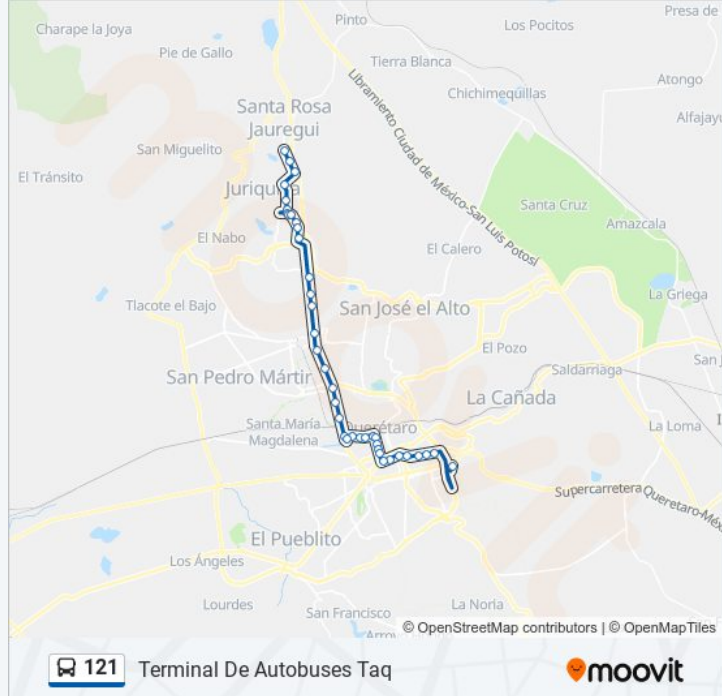 Charape la Joya
Pinto
Presa de
Pie de Gallo
Los Pocitos
Tierra Blanca
Atongo
Chichimequillas
Santa Rosa
Jauregui
Libramiento Ciudad de México-San Luis Potosí
Alfajayu
San Miguelito
El Tránsito
Juriquilla
Santa Cruz
Amazcala
El Nabo
El Calero
La Griega
Tlacote el Bajo
San José el Alto
El Pozo
San J
Saldarriaga
San Pedro Mártir
La Cañada
Santa María
Magdalena
Querétaro
La Loma
Supercarretera Queretaro-Méx
El Pueblito
Los Ángeles
Lourdes
La Noria
San Francisco
© OpenStreetMap contributors | © OpenMapTiles
Arroy
121 Terminal De Autobuses Taq
moovit